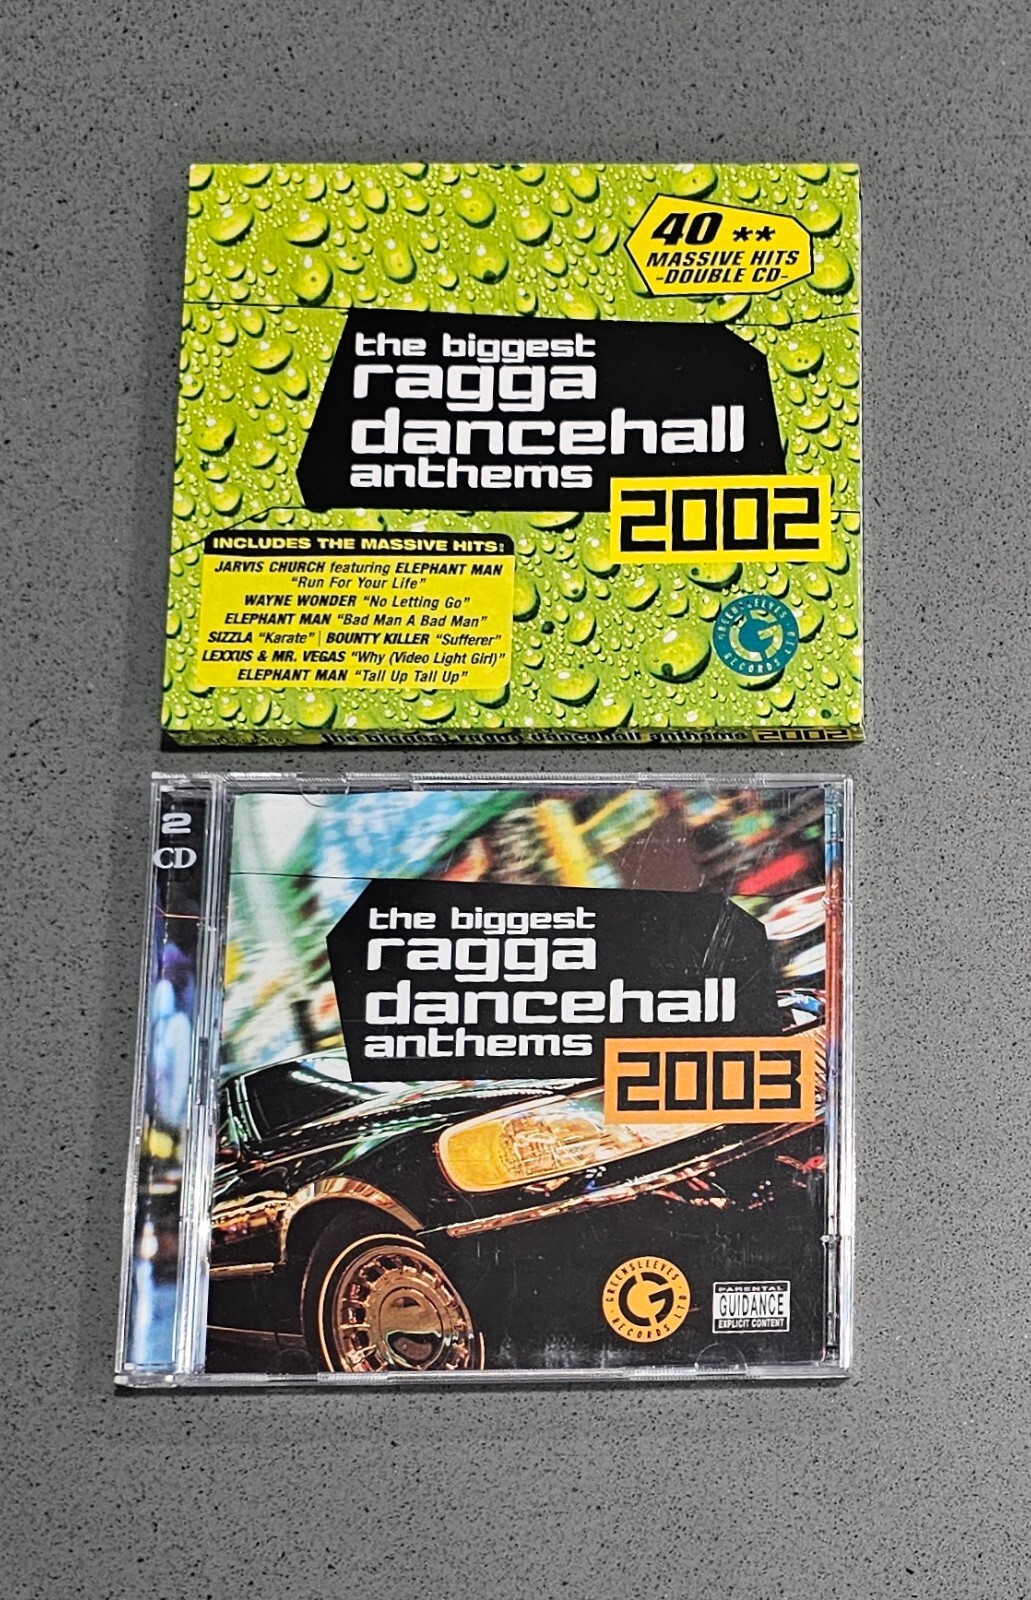 40 **
MASSIVE HITS
-DOUBLE CD-
the biggest
ragga
dancehall
anthems
2002
INCLUDES THE MASSIVE HITS:
JARVIS CHURCH featuring ELEPHANT MAN
"Run For Your Life"
WAYNE WONDER "No Letting Go"
ELEPHANT MAN "Bad Man A Bad Man"
SIZZLA "Karate" | BOUNTY KILLER "Sufferer"
LEXXUS & MR. VEGAS "Why (Video Light Girl)"
ELEPHANT MAN "Tall Up Tall Up"
GREENSLEEVES RECORDS LTD
G
the biggest ragga dancehall anthems 2002
2
CD
the biggest
ragga
dancehall
anthems
2003
GREENSLEEVES RECORDS LTD
G
PARENTAL
GUIDANCE
EXPLICIT CONTENT